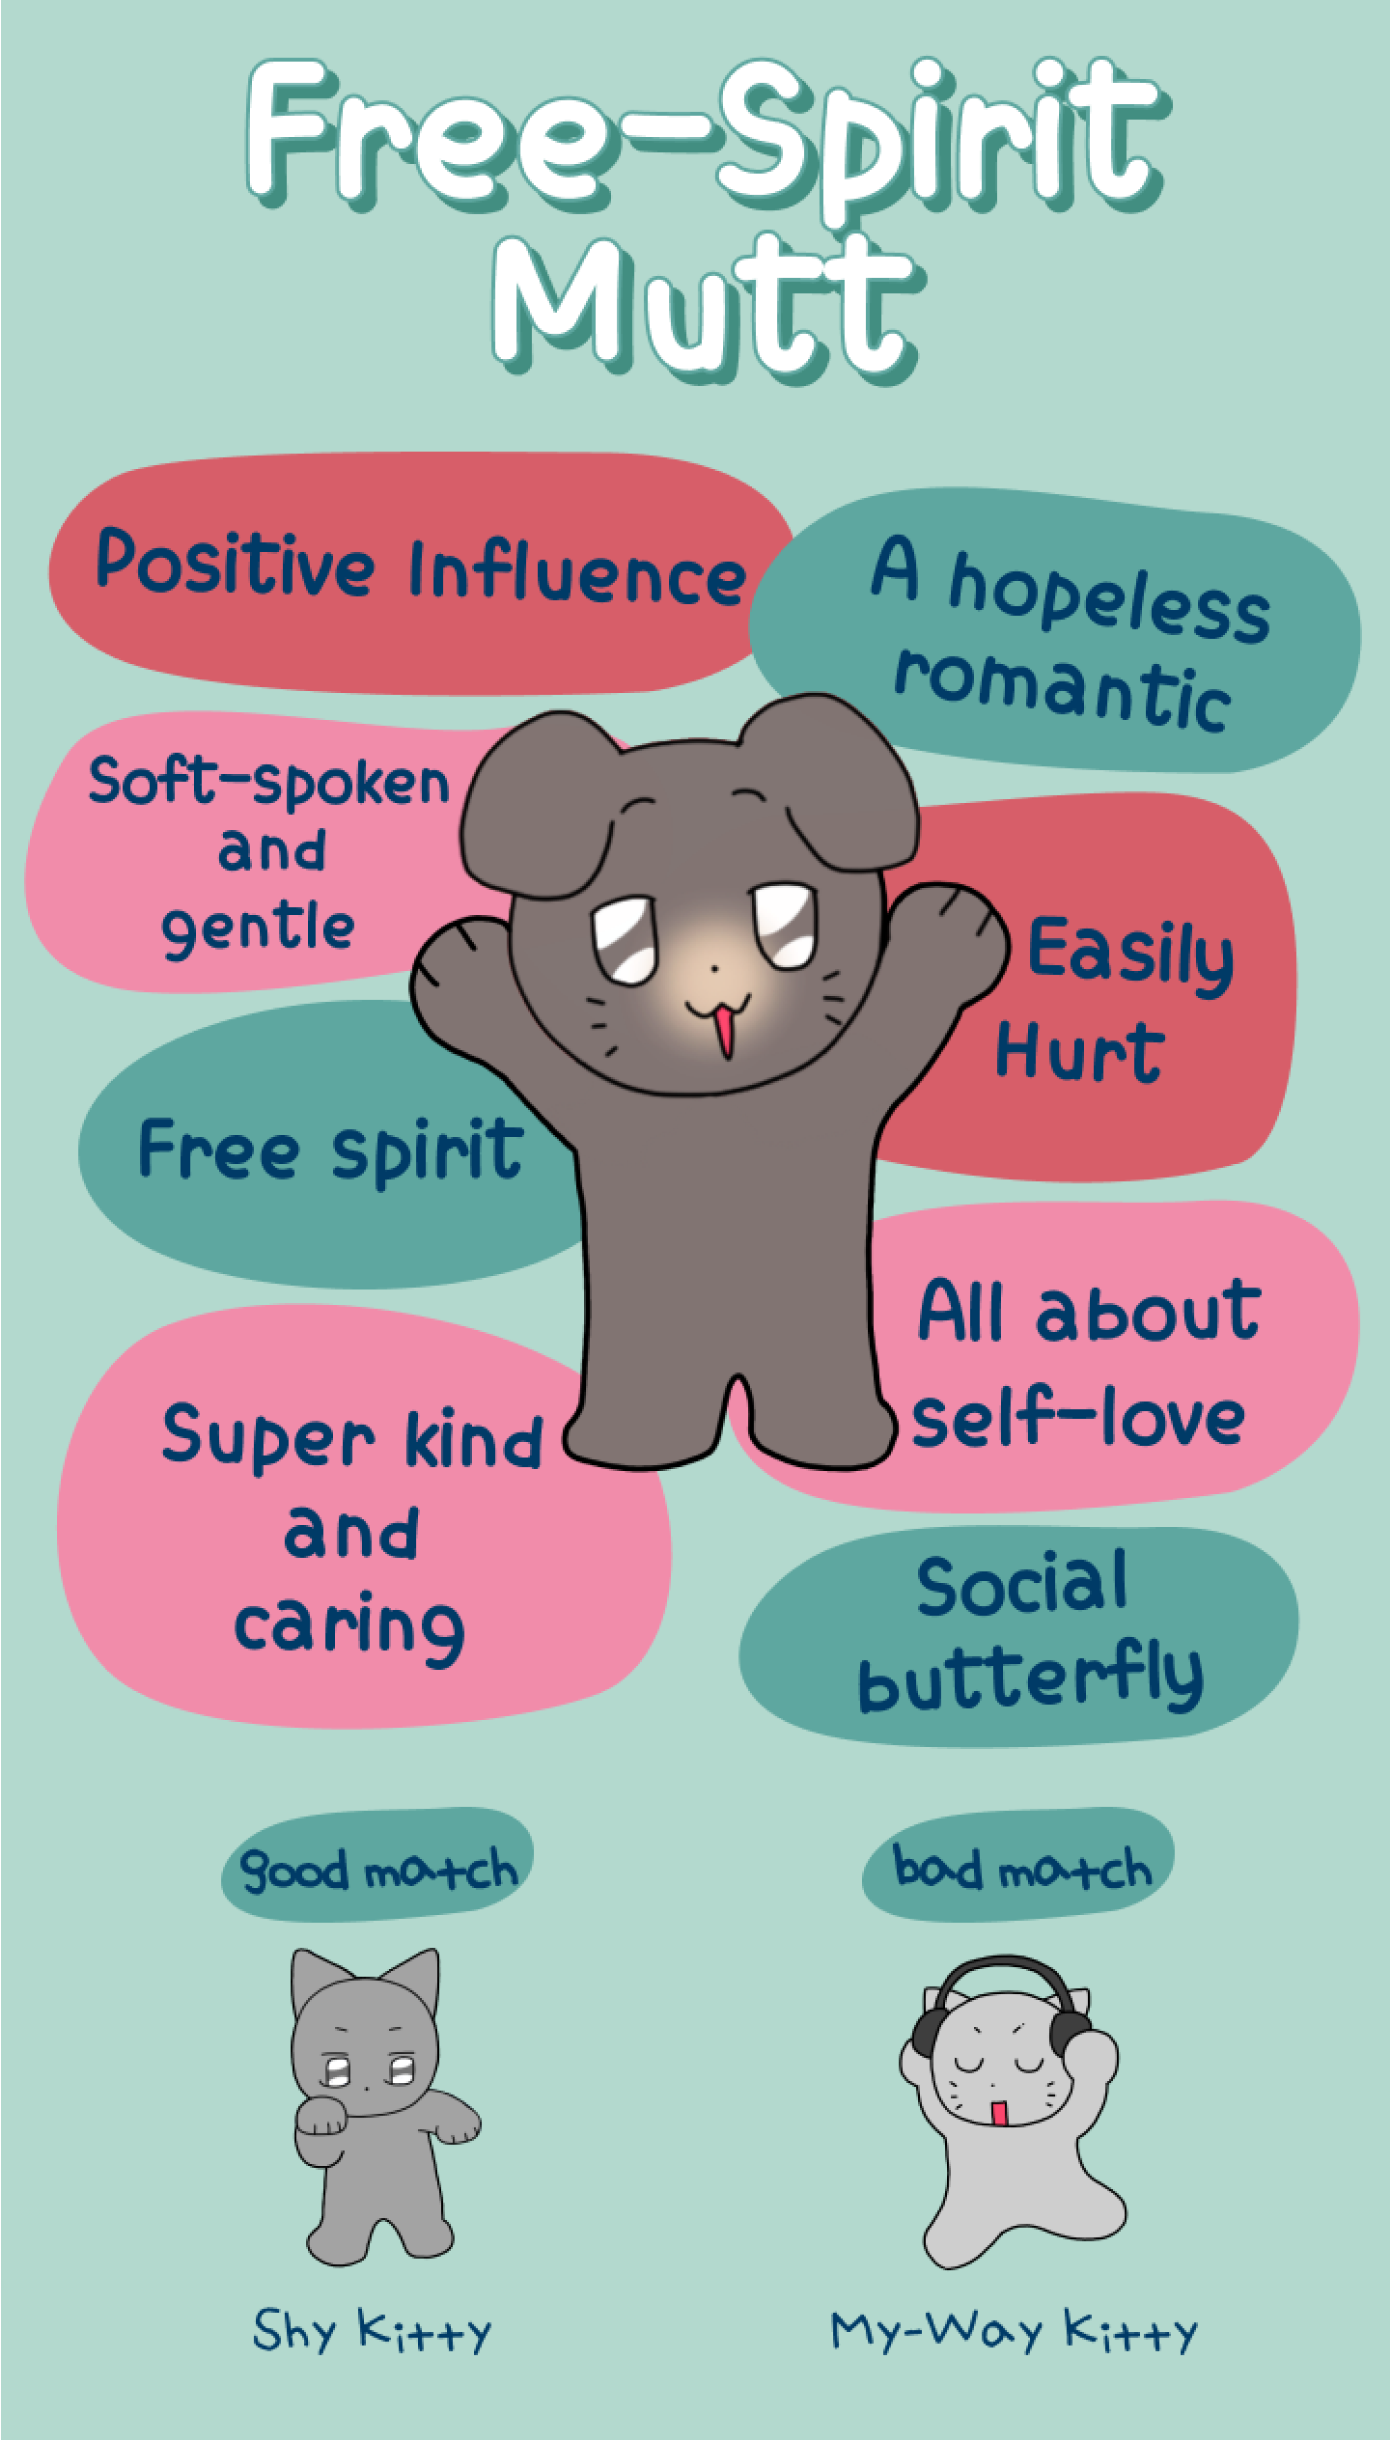 Free-Spirit
Mutt
Positive Influence
A hopeless
romantic
Soft-spoken
and
gentle
Easily
Hurt
Free spirit
All about
self-love
Super kind
and
caring
Social
butterfly
good match
bad match
Shy Kitty
My-Way Kitty